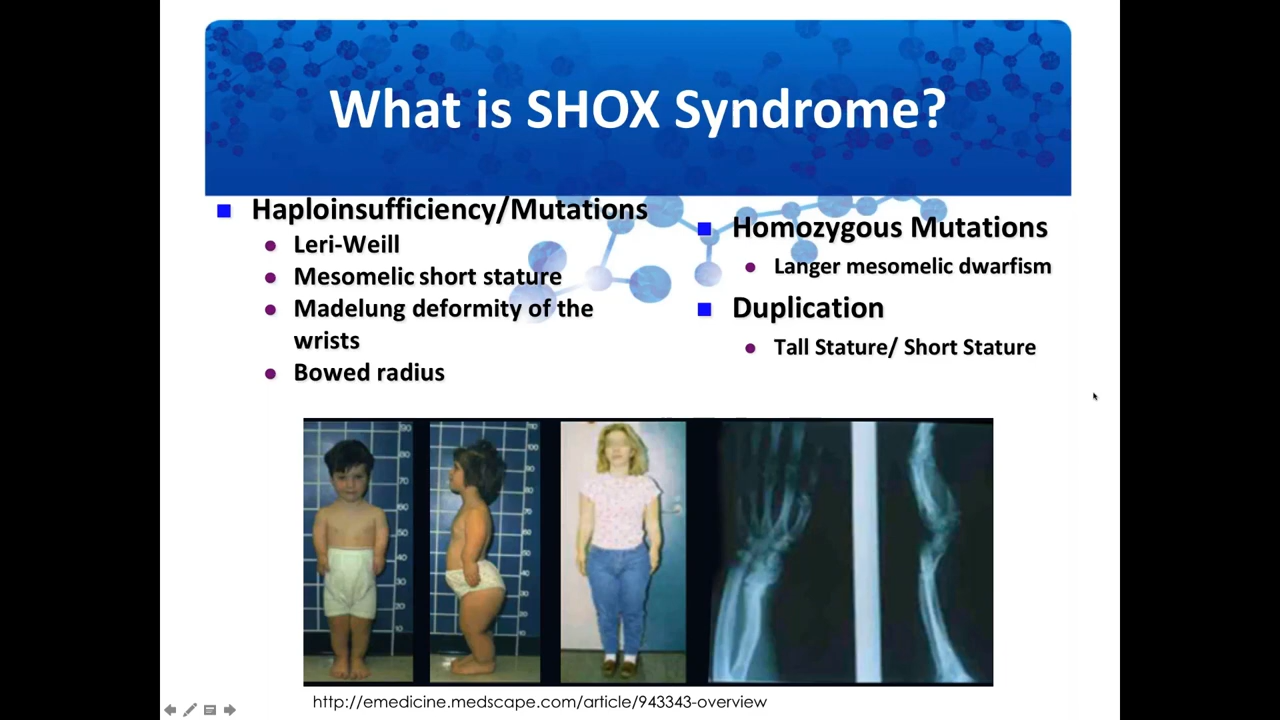 What is SHOX Syndrome?
Haploinsufficiency/Mutations
Leri-Weill
Mesomelic short stature
Madelung deformity of the
wrists
Bowed radius
Homozygous Mutations
Langer mesomelic dwarfism
Duplication
Tall Stature/ Short Stature
http://emedicine.medscape.com/article/943343-overview